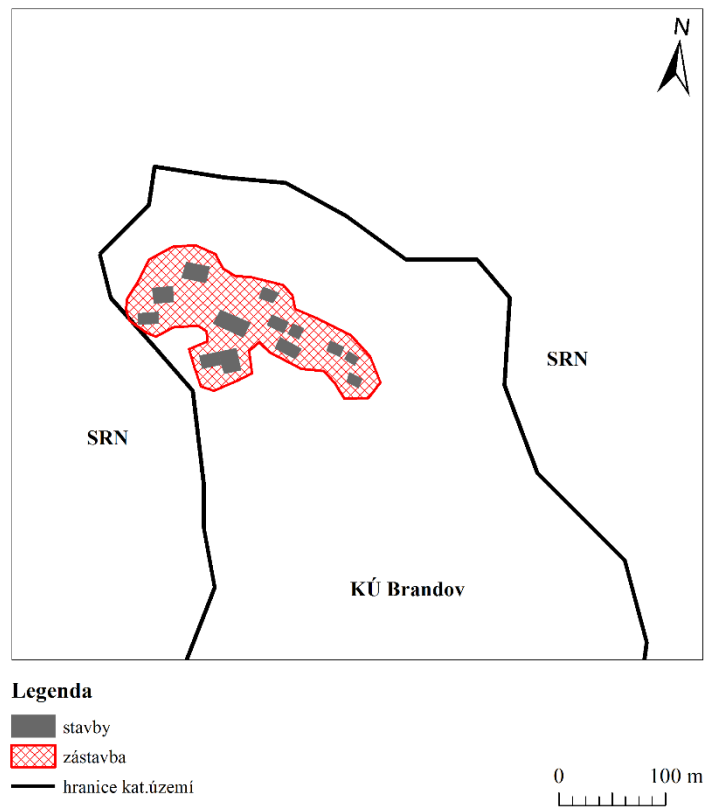 N
SRN
SRN
KÚ Brandov
Legenda
stavby
zástavba
hranice kat.území
0 100 m